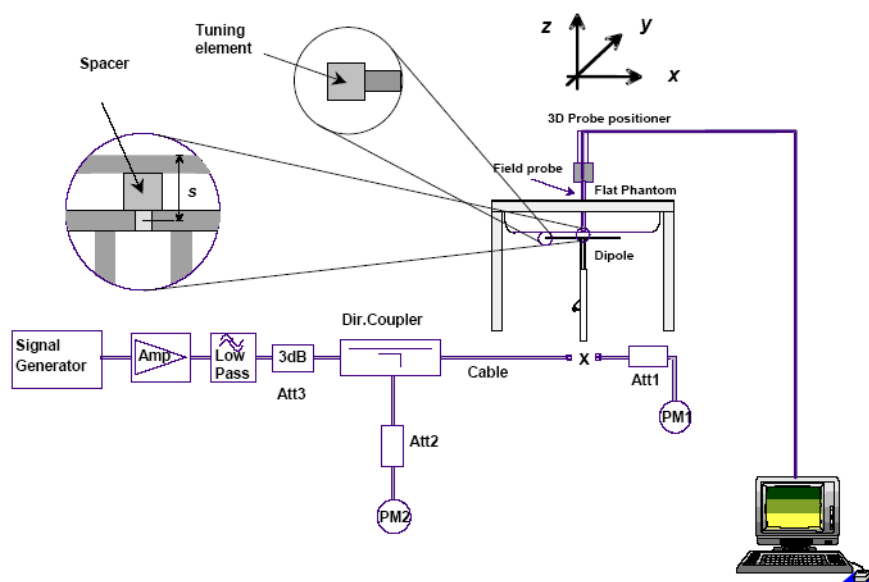 Tuning
element
Spacer
z
y
x
3D Probe positioner
s
Field probe
Flat Phantom
Dipole
Dir.Coupler
Signal
Generator
Amp
Low
Pass
3dB
Att3
Cable
X
Att1
PM1
Att2
PM2